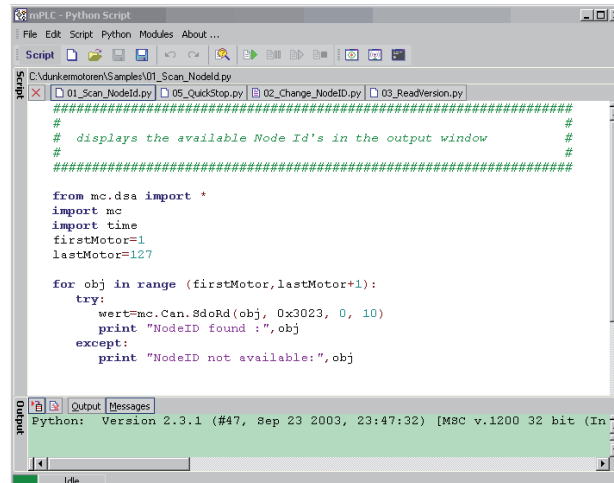 mPLC - Python Script
File Edit Script Python Modules About ...
Script
Script
C:\dunkermotoren\Samples\01_Scan_NodeId.py
01_Scan_NodeId.py 05_QuickStop.py 02_Change_NodeID.py 03_ReadVersion.py
###################################################################
# #
# displays the available Node Id's in the output window #
# #
###################################################################
from mc.dsa import *
import mc
import time
firstMotor=1
lastMotor=127
for obj in range (firstMotor,lastMotor+1):
try:
wert=mc.Can.SdoRd(obj, 0x3023, 0, 10)
print "NodeID found :",obj
except:
print "NodeID not available:",obj
Output
Output Messages
Python: Version 2.3.1 (#47, Sep 23 2003, 23:47:32) [MSC v.1200 32 bit (In
Idle